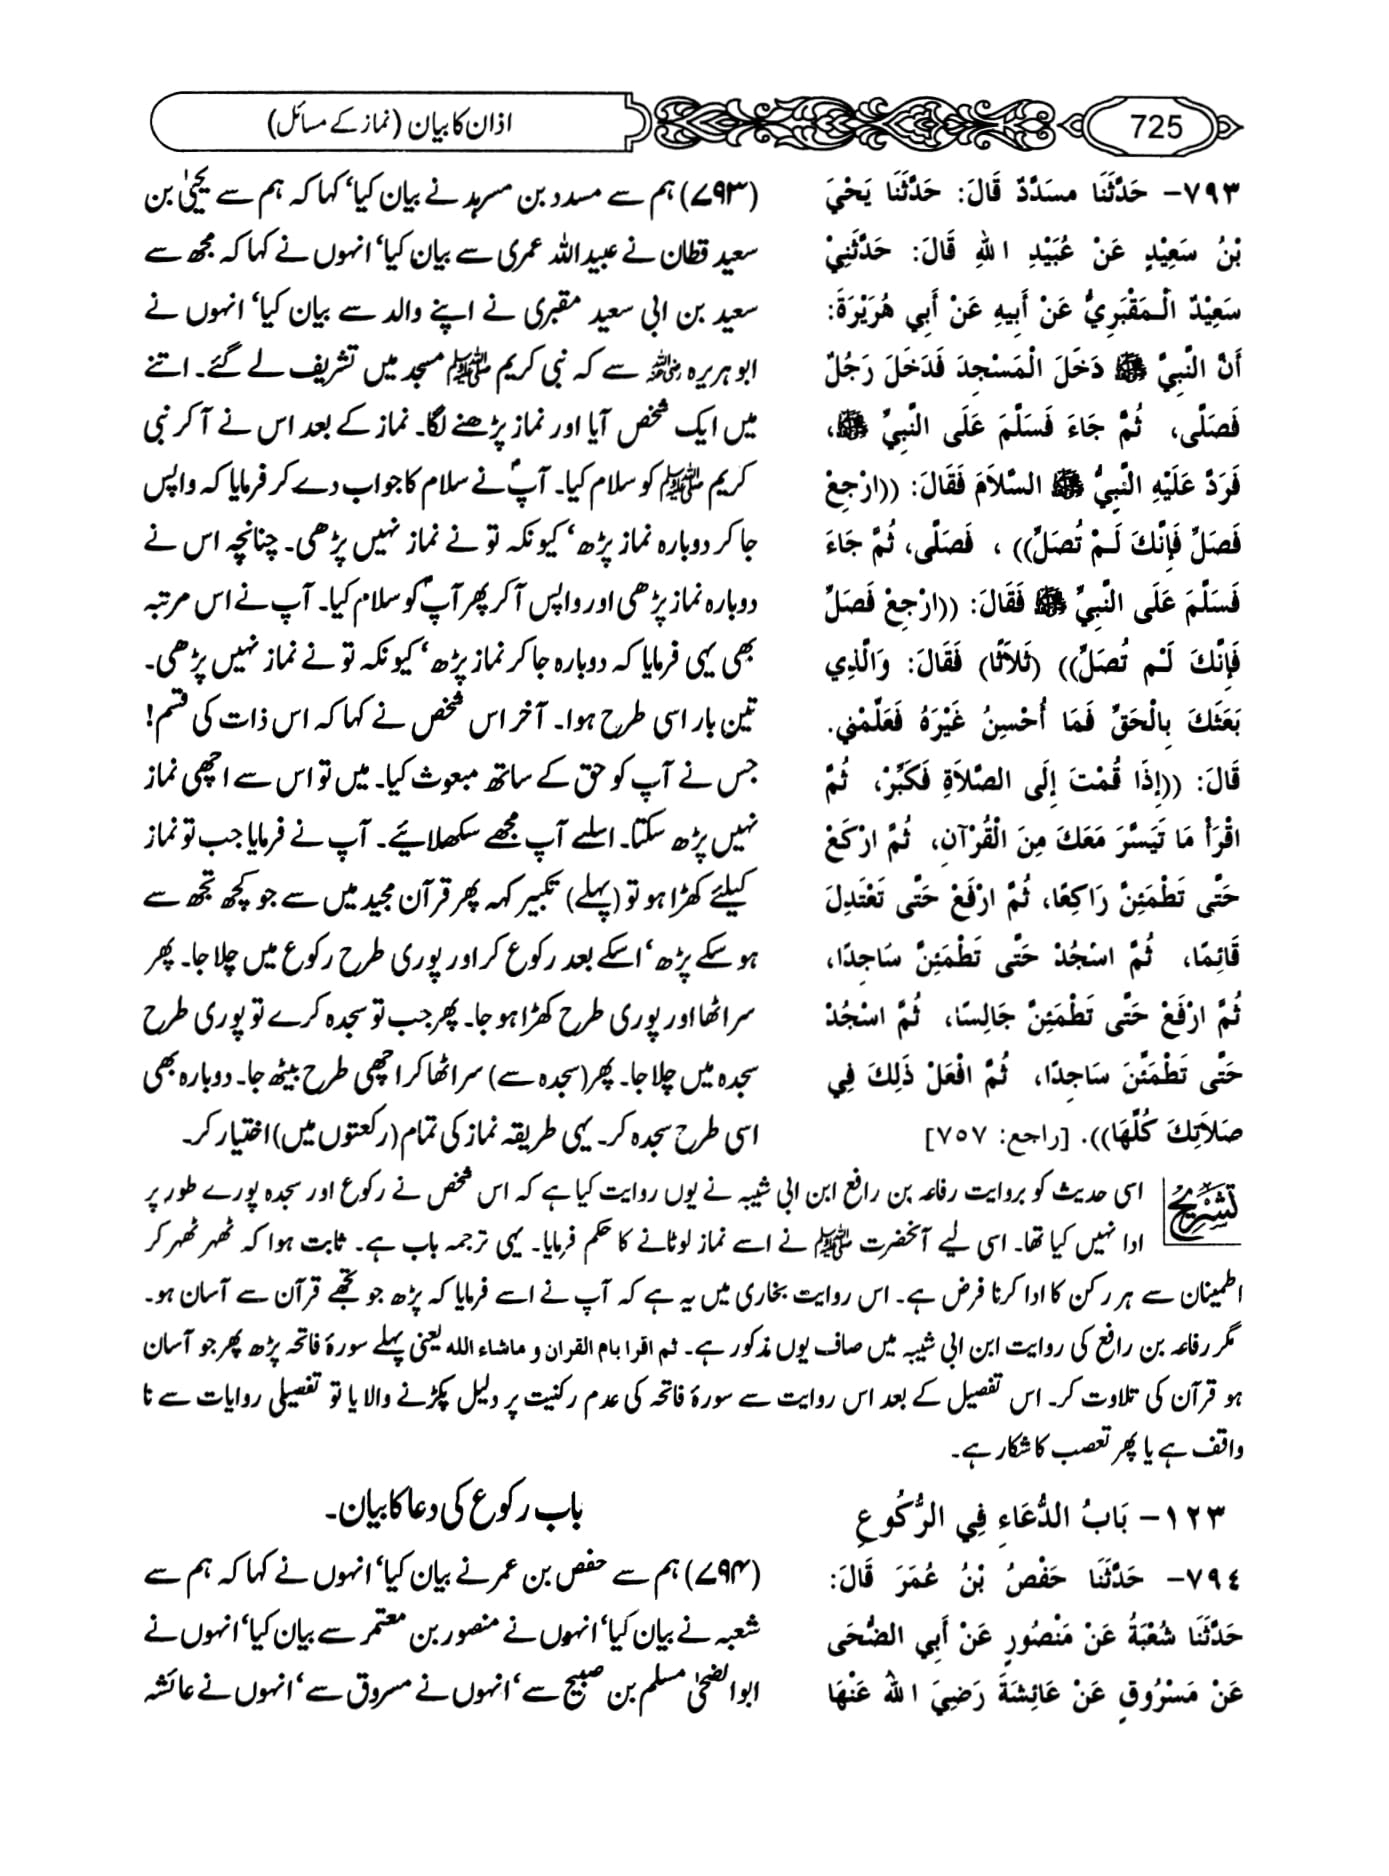 725
اذان کا بیان (نماز کے مسائل)
٧٩٣- حَدَّثَنَا مسَدَّدٌ قَالَ: حَدَّثَنَا يَحْيَ
بْنُ سَعِيْدٍ عَنْ عُبَيْدِ اللهِ قَالَ: حَدَّثَنِيْ
سَعِيْدٌ الْمَقْبَرِيُّ عَنْ أَبِيهِ عَنْ أَبِي هُرَيْرَةَ:
أَنَّ النَّبِيَّ ﷺ دَخَلَ الْمَسْجِدَ فَدَخَلَ رَجُلٌ
فَصَلَّى، ثُمَّ جَاءَ فَسَلَّمَ عَلَى النَّبِيِّ ﷺ،
فَرَدَّ عَلَيْهِ النَّبِيُّ ﷺ السَّلاَمَ فَقَالَ: ((ارْجِعْ
فَصَلِّ فَإِنَّكَ لَمْ تُصَلِّ)) ، فَصَلَّى، ثُمَّ جَاءَ
فَسَلَّمَ عَلَى النَّبِيِّ ﷺ فَقَالَ: ((ارْجِعْ فَصَلِّ
فَإِنَّكَ لَمْ تُصَلِّ)) (ثَلاَثًا) فَقَالَ: وَالَّذِي
بَعَثَكَ بِالْحَقِّ فَمَا أُحْسِنُ غَيْرَهُ فَعَلِّمْنِي.
قَالَ: ((إِذَا قُمْتَ إِلَى الصَّلاَةِ فَكَبِّرْ، ثُمَّ
اقْرَأْ مَا تَيَسَّرَ مَعَكَ مِنَ الْقُرْآنِ، ثُمَّ ارْكَعْ
حَتَّى تَطْمَئِنَّ رَاكِعًا، ثُمَّ ارْفَعْ حَتَّى تَعْتَدِلَ
قَائِمًا، ثُمَّ اسْجُدْ حَتَّى تَطْمَئِنَّ سَاجِدًا،
ثُمَّ ارْفَعْ حَتَّى تَطْمَئِنَّ جَالِسًا، ثُمَّ اسْجُدْ
حَتَّى تَطْمَئِنَّ سَاجِدًا، ثُمَّ افْعَلْ ذَلِكَ فِي
صَلاَتِكَ كُلِّهَا)). [راجع: ٧٥٧]
(۷۹۳) ہم سے مسدد بن مسرہد نے بیان کیا‘ کہا کہ ہم سے یحییٰ بن
سعید قطان نے عبیداللہ عمری سے بیان کیا‘ انہوں نے کہا کہ مجھ سے
سعید بن ابی سعید مقبری نے اپنے والد سے بیان کیا‘ انہوں نے
ابوہریرہ رضی اللہ عنہ سے کہ نبی کریم ﷺ مسجد میں تشریف لے گئے۔ اتنے
میں ایک شخص آیا اور نماز پڑھنے لگا۔ نماز کے بعد اس نے آکر نبی
کریم ﷺ کو سلام کیا۔ آپؐ نے سلام کا جواب دے کر فرمایا کہ واپس
جا کر دوبارہ نماز پڑھ‘ کیونکہ تو نے نماز نہیں پڑھی۔ چنانچہ اس نے
دوبارہ نماز پڑھی اور واپس آکر پھر آپؐ کو سلام کیا۔ آپ نے اس مرتبہ
بھی یہی فرمایا کہ دوبارہ جا کر نماز پڑھ‘ کیونکہ تو نے نماز نہیں پڑھی۔
تین بار اسی طرح ہوا۔ آخر اس شخص نے کہا کہ اس ذات کی قسم!
جس نے آپ کو حق کے ساتھ مبعوث کیا۔ میں تو اس سے اچھی نماز
نہیں پڑھ سکتا۔ اسلیے آپ مجھے سکھلائیے۔ آپ نے فرمایا جب تو نماز
کیلئے کھڑا ہو تو (پہلے) تکبیر کہہ پھر قرآن مجید میں سے جو کچھ تجھ سے
ہو سکے پڑھ‘ اسکے بعد رکوع کر اور پوری طرح رکوع میں چلا جا۔ پھر
سر اٹھا اور پوری طرح کھڑا ہو جا۔ پھر جب تو سجدہ کرے تو پوری طرح
سجدہ میں چلا جا۔ پھر (سجدہ سے) سر اٹھا کر اچھی طرح بیٹھ جا۔ دوبارہ بھی
اسی طرح سجدہ کر۔ یہی طریقہ نماز کی تمام (رکعتوں میں) اختیار کر۔
تشریح
اسی حدیث کو بروایت رفاعہ بن رافع ابن ابی شیبہ نے یوں روایت کیا ہے کہ اس شخص نے رکوع اور سجدہ پورے طور پر
ادا نہیں کیا تھا۔ اسی لیے آنحضرت ﷺ نے اسے نماز لوٹانے کا حکم فرمایا۔ یہی ترجمہ باب ہے۔ ثابت ہوا کہ ٹھہر ٹھہر کر
اطمینان سے ہر رکن کا ادا کرنا فرض ہے۔ اس روایت بخاری میں یہ ہے کہ آپ نے اسے فرمایا کہ پڑھ جو تجھے قرآن سے آسان ہو۔
مگر رفاعہ بن رافع کی روایت ابن ابی شیبہ میں صاف یوں مذکور ہے۔ ثم اقرا بام القران و ماشاء الله یعنی پہلے سورۂ فاتحہ پڑھ پھر جو آسان
ہو قرآن کی تلاوت کر۔ اس تفصیل کے بعد اس روایت سے سورۂ فاتحہ کی عدم رکنیت پر دلیل پکڑنے والا یا تو تفصیلی روایات سے نا
واقف ہے یا پھر تعصب کا شکار ہے۔
١٢٣- بَابُ الدُّعَاءِ فِي الرُّكُوعِ
باب رکوع کی دعا کا بیان۔
٧٩٤- حَدَّثَنَا حَفْصُ بْنُ عُمَرَ قَالَ:
حَدَّثَنَا شُعْبَةُ عَنْ مَنْصُورٍ عَنْ أَبِي الضُّحَى
عَنْ مَسْرُوقٍ عَنْ عَائِشَةَ رَضِيَ اللهُ عَنْهَا
(۷۹۴) ہم سے حفص بن عمر نے بیان کیا‘ انہوں نے کہا کہ ہم سے
شعبہ نے بیان کیا‘ انہوں نے منصور بن معتمر سے بیان کیا‘ انہوں نے
ابوالضحیٰ مسلم بن صبیح سے‘ انہوں نے مسروق سے‘ انہوں نے عائشہ